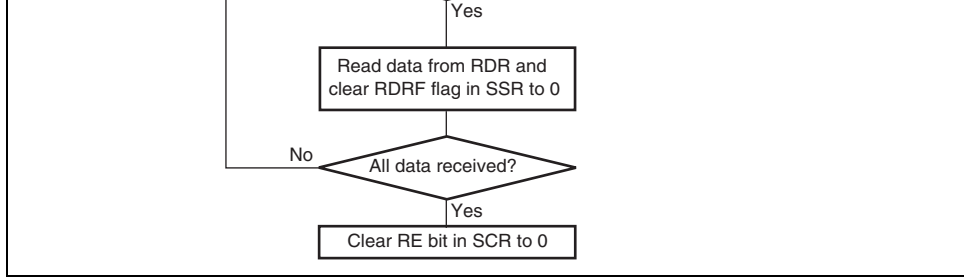 Yes
Read data from RDR and
clear RDRF flag in SSR to 0
No
All data received?
Yes
Clear RE bit in SCR to 0